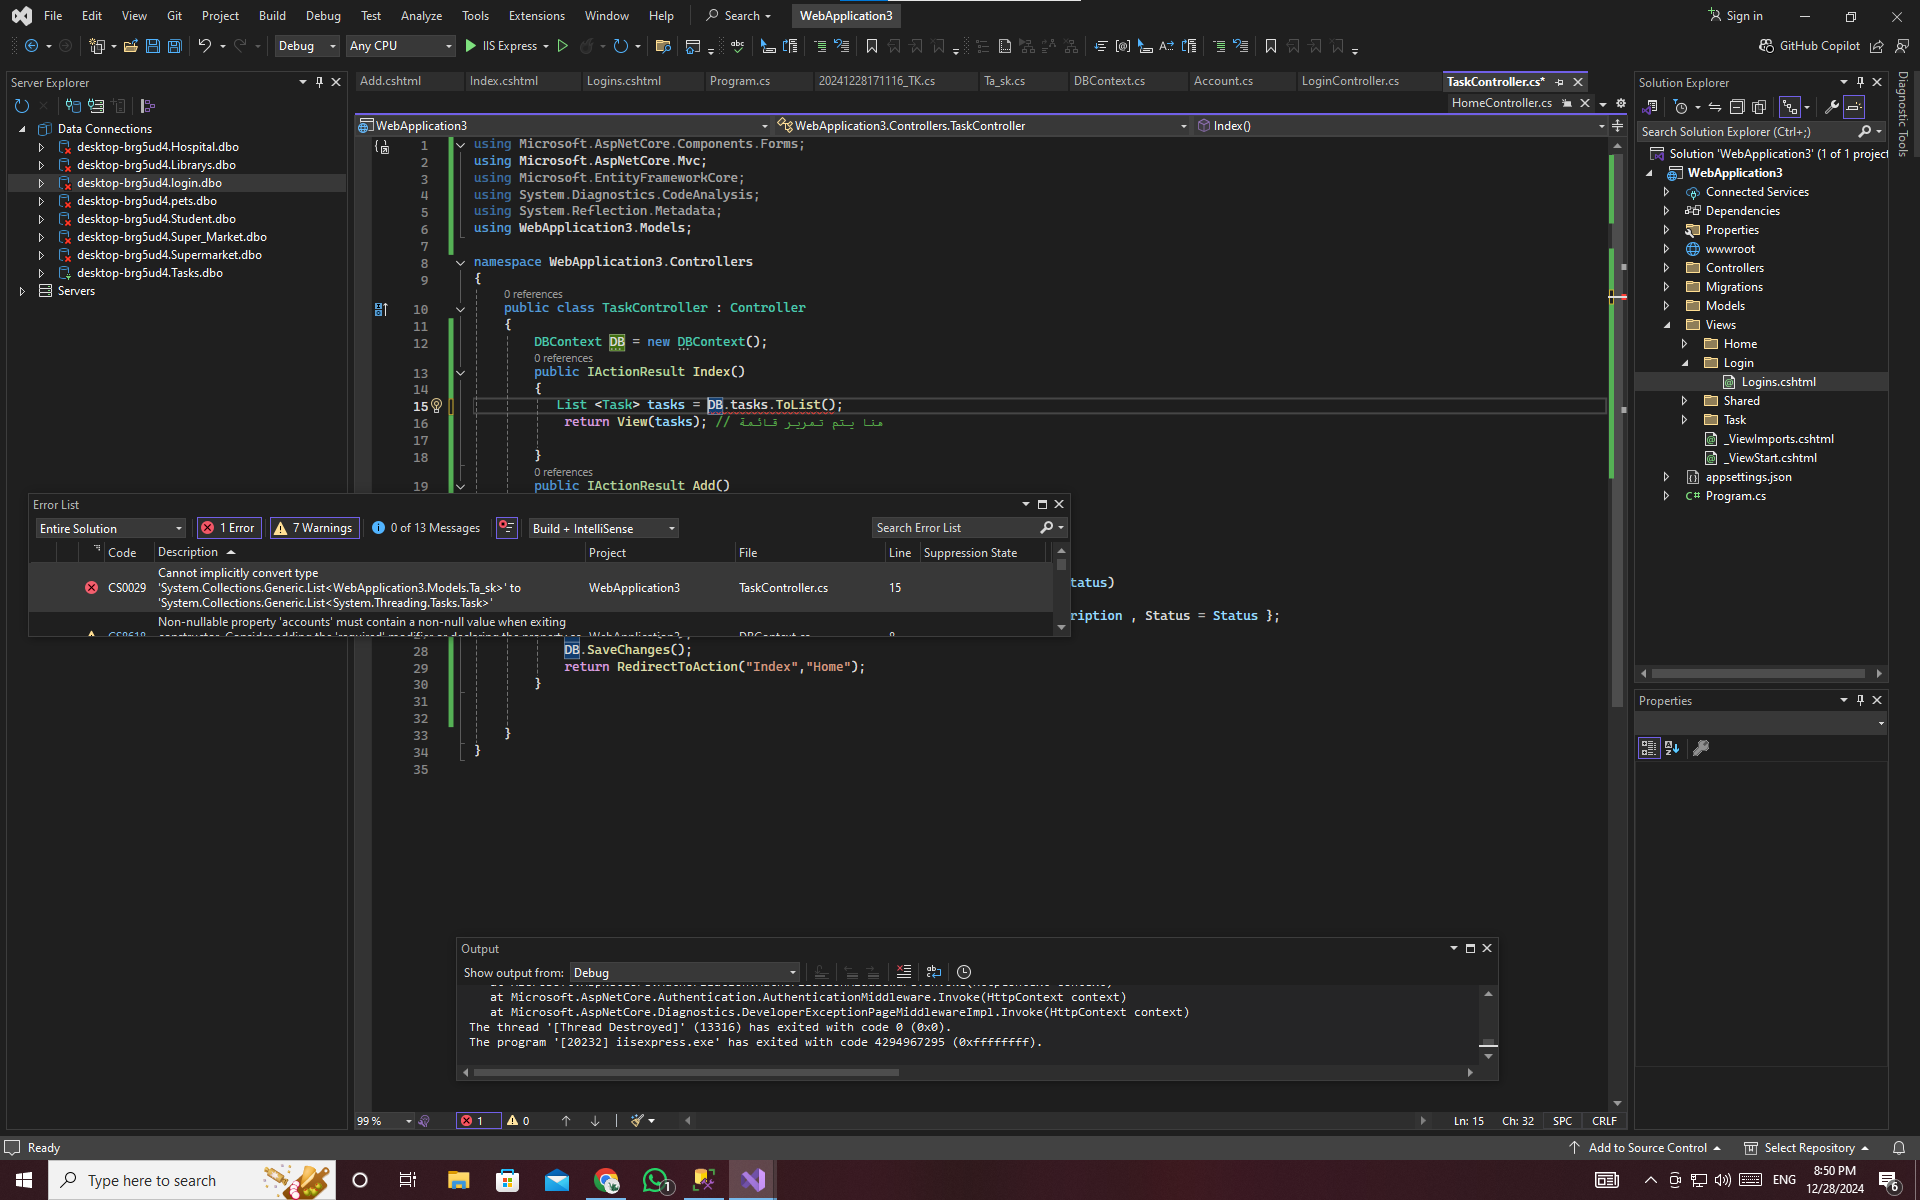 File Edit View Git Project Build Debug Test Analyze Tools Extensions Window Help Search WebApplication3 Sign in
Debug Any CPU IIS Express GitHub Copilot
Server Explorer
Data Connections
desktop-brg5ud4.Hospital.dbo
desktop-brg5ud4.Librarys.dbo
desktop-brg5ud4.login.dbo
desktop-brg5ud4.pets.dbo
desktop-brg5ud4.Student.dbo
desktop-brg5ud4.Super_Market.dbo
desktop-brg5ud4.Supermarket.dbo
desktop-brg5ud4.Tasks.dbo
Servers
Add.cshtml Index.cshtml Logins.cshtml Program.cs 20241228171116_TK.cs Ta_sk.cs DBContext.cs Account.cs LoginController.cs TaskController.cs*
HomeController.cs
WebApplication3 WebApplication3.Controllers.TaskController Index()
1 using Microsoft.AspNetCore.Components.Forms;
2 using Microsoft.AspNetCore.Mvc;
3 using Microsoft.EntityFrameworkCore;
4 using System.Diagnostics.CodeAnalysis;
5 using System.Reflection.Metadata;
6 using WebApplication3.Models;
7
8 namespace WebApplication3.Controllers
9 {
0 references
10 public class TaskController : Controller
11 {
12 DBContext DB = new DBContext();
0 references
13 public IActionResult Index()
14 {
15 List <Task> tasks = DB.tasks.ToList();
16 return View(tasks); // هنا يتم تمرير قائمة
17
18 }
0 references
19 public IActionResult Add()
tatus)
ription , Status = Status };
28 DB.SaveChanges();
29 return RedirectToAction("Index","Home");
30 }
31
32
33 }
34 }
35
Error List
Entire Solution 1 Error 7 Warnings 0 of 13 Messages Build + IntelliSense Search Error List
Code Description Project File Line Suppression State
CS0029 Cannot implicitly convert type 'System.Collections.Generic.List<WebApplication3.Models.Ta_sk>' to 'System.Collections.Generic.List<System.Threading.Tasks.Task>' WebApplication3 TaskController.cs 15
Non-nullable property 'accounts' must contain a non-null value when exiting
Output
Show output from: Debug
at Microsoft.AspNetCore.Authentication.AuthenticationMiddleware.Invoke(HttpContext context)
at Microsoft.AspNetCore.Diagnostics.DeveloperExceptionPageMiddlewareImpl.Invoke(HttpContext context)
The thread '[Thread Destroyed]' (13316) has exited with code 0 (0x0).
The program '[20232] iisexpress.exe' has exited with code 4294967295 (0xffffffff).
99 % 1 0 Ln: 15 Ch: 32 SPC CRLF
Solution Explorer
Search Solution Explorer (Ctrl+;)
Solution 'WebApplication3' (1 of 1 project
WebApplication3
Connected Services
Dependencies
Properties
wwwroot
Controllers
Migrations
Models
Views
Home
Login
Logins.cshtml
Shared
Task
_ViewImports.cshtml
_ViewStart.cshtml
appsettings.json
C# Program.cs
Properties
Diagnostic Tools
Ready Add to Source Control Select Repository
Type here to search ENG 8:50 PM
12/28/2024
1
6